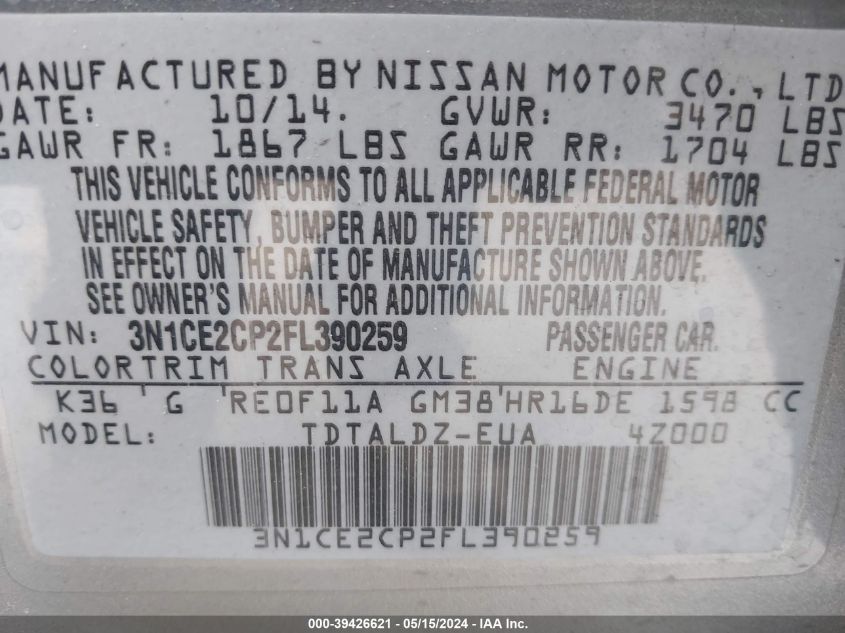 MANUFACTURED BY NISSAN MOTOR CO., LTD
DATE: 10/14. GVWR: 3470 LBS
GAWR FR: 1867 LBS GAWR RR: 1704 LBS
THIS VEHICLE CONFORMS TO ALL APPLICABLE FEDERAL MOTOR
VEHICLE SAFETY, BUMPER AND THEFT PREVENTION STANDARDS
IN EFFECT ON THE DATE OF MANUFACTURE SHOWN ABOVE.
SEE OWNER'S MANUAL FOR ADDITIONAL INFORMATION.
VIN: 3N1CE2CP2FL390259 PASSENGER CAR.
COLOR TRIM TRANS AXLE ENGINE
K36 ' G ' RE0F11A GM38 ' HR16DE 1598 CC
MODEL: TDTALDZ-EUA 4Z000
3N1CE2CP2FL390259
000-39426621 - 05/15/2024 - IAA Inc.